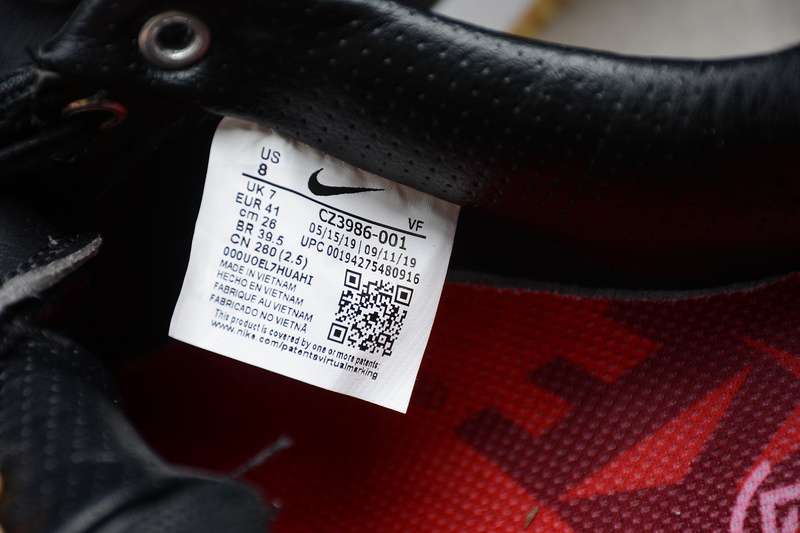 US
8
UK 7
EUR 41
cm 26
BR 39.5
CN 260 (2.5)
000UOEL7HUAHI
VF
CZ3986-001
05/15/19 | 09/11/19
UPC 00194275480916
MADE IN VIETNAM
HECHO EN VIETNAM
FABRIQUE AU VIETNAM
FABRICADO NO VIETNÃ
This product is covered by one or more patents:
www.nike.com/patentsvirtualmarking